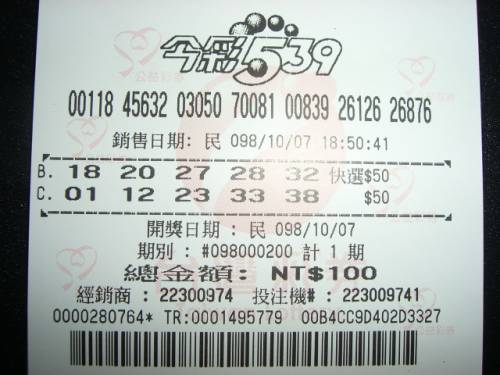 今彩539
00118 45632 03050 70081 00839 26126 26876
銷售日期: 民 098/10/07 18:50:41
B. 18 20 27 28 32 快選$50
C. 01 12 23 33 38 $50
開獎日期 : 民 098/10/07
期別 : #098000200 計 1 期
總金額: NT$100
經銷商 : 22300974 投注機# : 223009741
0000280764* TR:0001495779 00B4CC9D402D3327